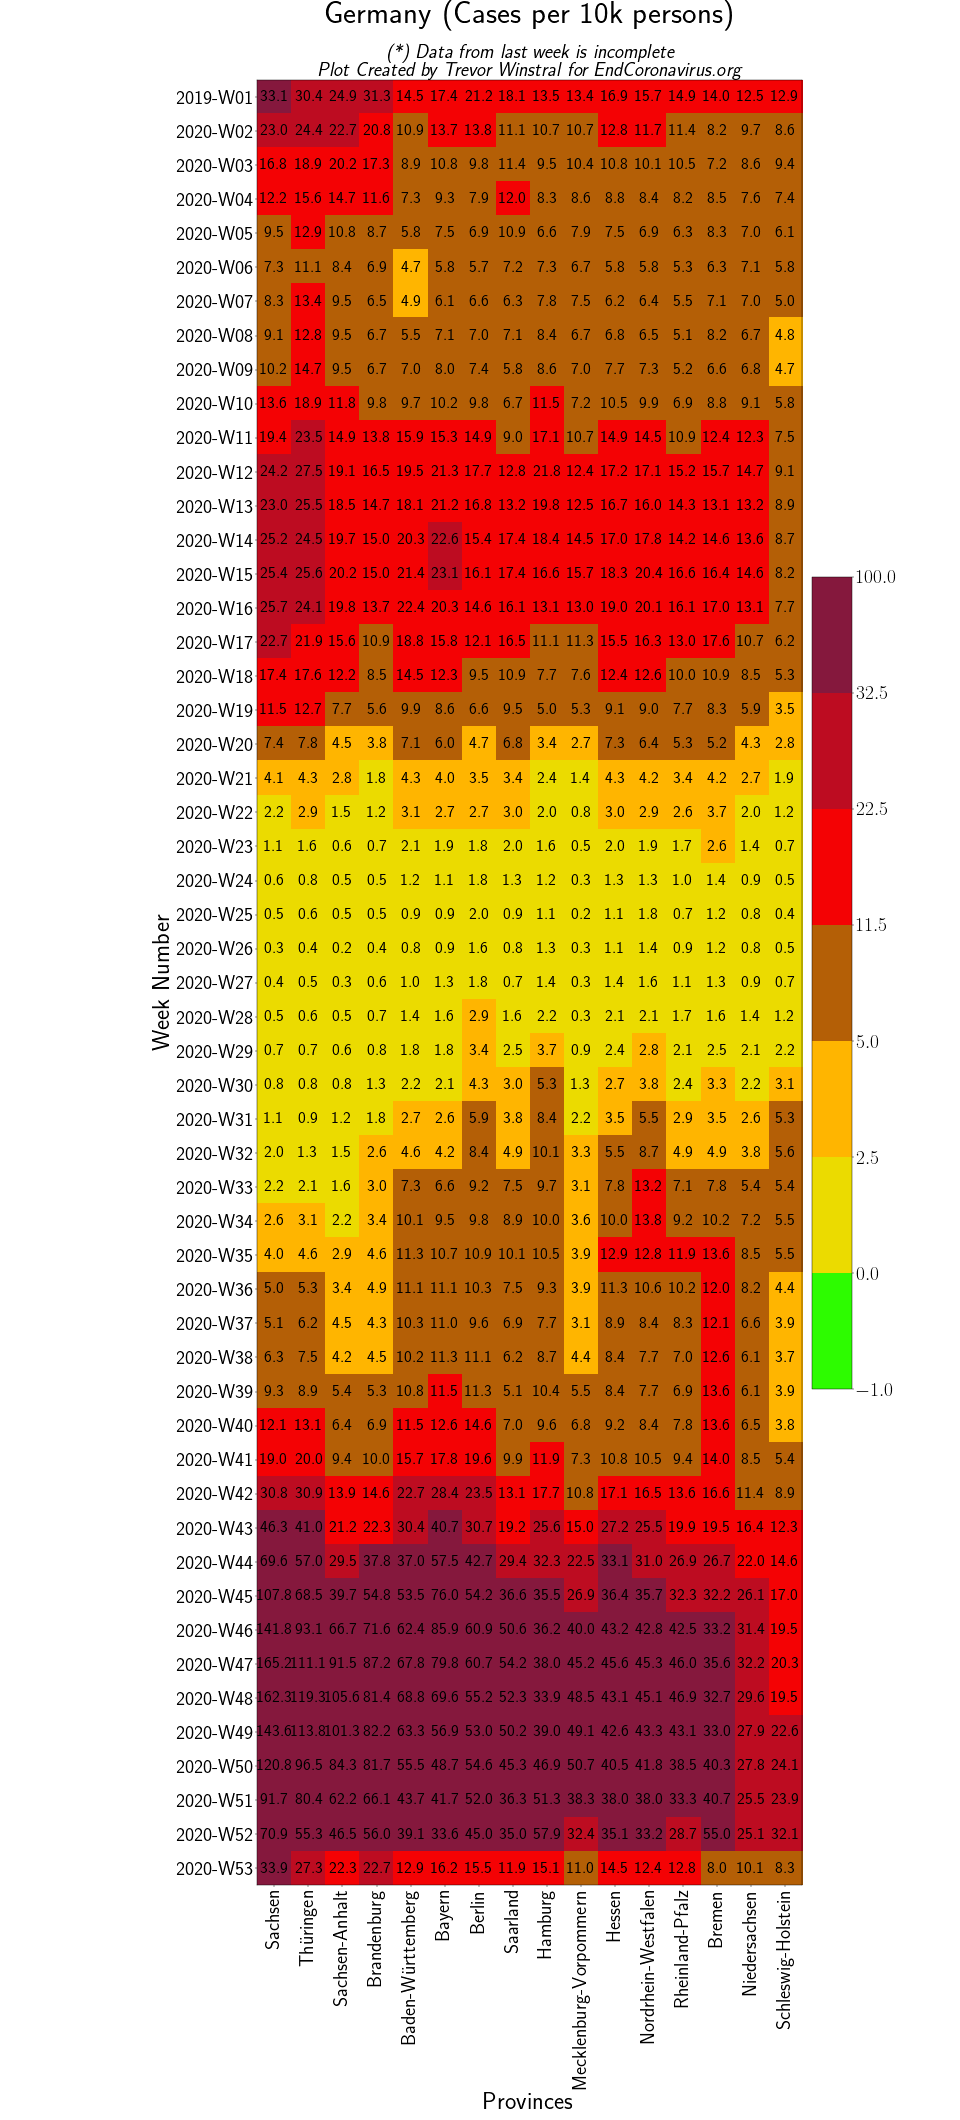 Germany (Cases per 10k persons)
(*) Data from last week is incomplete
Plot Created by Trevor Winstral for EndCoronavirus.org
2019-W01 33.1 30.4 24.9 31.3 14.5 17.4 21.2 18.1 13.5 13.4 16.9 15.7 14.9 14.0 12.5 12.9
2020-W02 23.0 24.4 22.7 20.8 10.9 13.7 13.8 11.1 10.7 10.7 12.8 11.7 11.4 8.2 9.7 8.6
2020-W03 16.8 18.9 20.2 17.3 8.9 10.8 9.8 11.4 9.5 10.4 10.8 10.1 10.5 7.2 8.6 9.4
2020-W04 12.2 15.6 14.7 11.6 7.3 9.3 7.9 12.0 8.3 8.6 8.8 8.4 8.2 8.5 7.6 7.4
2020-W05 9.5 12.9 10.8 8.7 5.8 7.5 6.9 10.9 6.6 7.9 7.5 6.9 6.3 8.3 7.0 6.1
2020-W06 7.3 11.1 8.4 6.9 4.7 5.8 5.7 7.2 7.3 6.7 5.8 5.8 5.3 6.3 7.1 5.8
2020-W07 8.3 13.4 9.5 6.5 4.9 6.1 6.6 6.3 7.8 7.5 6.2 6.4 5.5 7.1 7.0 5.0
2020-W08 9.1 12.8 9.5 6.7 5.5 7.1 7.0 7.1 8.4 6.7 6.8 6.5 5.1 8.2 6.7 4.8
2020-W09 10.2 14.7 9.5 6.7 7.0 8.0 7.4 5.8 8.6 7.0 7.7 7.3 5.2 6.6 6.8 4.7
2020-W10 13.6 18.9 11.8 9.8 9.7 10.2 9.8 6.7 11.5 7.2 10.5 9.9 6.9 8.8 9.1 5.8
2020-W11 19.4 23.5 14.9 13.8 15.9 15.3 14.9 9.0 17.1 10.7 14.9 14.5 10.9 12.4 12.3 7.5
2020-W12 24.2 27.5 19.1 16.5 19.5 21.3 17.7 12.8 21.8 12.4 17.2 17.1 15.2 15.7 14.7 9.1
2020-W13 23.0 25.5 18.5 14.7 18.1 21.2 16.8 13.2 19.8 12.5 16.7 16.0 14.3 13.1 13.2 8.9
2020-W14 25.2 24.5 19.7 15.0 20.3 22.6 15.4 17.4 18.4 14.5 17.0 17.8 14.2 14.6 13.6 8.7
2020-W15 25.4 25.6 20.2 15.0 21.4 23.1 16.1 17.4 16.6 15.7 18.3 20.4 16.6 16.4 14.6 8.2
2020-W16 25.7 24.1 19.8 13.7 22.4 20.3 14.6 16.1 13.1 13.0 19.0 20.1 16.1 17.0 13.1 7.7
2020-W17 22.7 21.9 15.6 10.9 18.8 15.8 12.1 16.5 11.1 11.3 15.5 16.3 13.0 17.6 10.7 6.2
2020-W18 17.4 17.6 12.2 8.5 14.5 12.3 9.5 10.9 7.7 7.6 12.4 12.6 10.0 10.9 8.5 5.3
2020-W19 11.5 12.7 7.7 5.6 9.9 8.6 6.6 9.5 5.0 5.3 9.1 9.0 7.7 8.3 5.9 3.5
2020-W20 7.4 7.8 4.5 3.8 7.1 6.0 4.7 6.8 3.4 2.7 7.3 6.4 5.3 5.2 4.3 2.8
2020-W21 4.1 4.3 2.8 1.8 4.3 4.0 3.5 3.4 2.4 1.4 4.3 4.2 3.4 4.2 2.7 1.9
2020-W22 2.2 2.9 1.5 1.2 3.1 2.7 2.7 3.0 2.0 0.8 3.0 2.9 2.6 3.7 2.0 1.2
2020-W23 1.1 1.6 0.6 0.7 2.1 1.9 1.8 2.0 1.6 0.5 2.0 1.9 1.7 2.6 1.4 0.7
2020-W24 0.6 0.8 0.5 0.5 1.2 1.1 1.8 1.3 1.2 0.3 1.3 1.3 1.0 1.4 0.9 0.5
2020-W25 0.5 0.6 0.5 0.5 0.9 0.9 2.0 0.9 1.1 0.2 1.1 1.8 0.7 1.2 0.8 0.4
2020-W26 0.3 0.4 0.2 0.4 0.8 0.9 1.6 0.8 1.3 0.3 1.1 1.4 0.9 1.2 0.8 0.5
2020-W27 0.4 0.5 0.3 0.6 1.0 1.3 1.8 0.7 1.4 0.3 1.4 1.6 1.1 1.3 0.9 0.7
2020-W28 0.5 0.6 0.5 0.7 1.4 1.6 2.9 1.6 2.2 0.3 2.1 2.1 1.7 1.6 1.4 1.2
2020-W29 0.7 0.7 0.6 0.8 1.8 1.8 3.4 2.5 3.7 0.9 2.4 2.8 2.1 2.5 2.1 2.2
2020-W30 0.8 0.8 0.8 1.3 2.2 2.1 4.3 3.0 5.3 1.3 2.7 3.8 2.4 3.3 2.2 3.1
2020-W31 1.1 0.9 1.2 1.8 2.7 2.6 5.9 3.8 8.4 2.2 3.5 5.5 2.9 3.5 2.6 5.3
2020-W32 2.0 1.3 1.5 2.6 4.6 4.2 8.4 4.9 10.1 3.3 5.5 8.7 4.9 4.9 3.8 5.6
2020-W33 2.2 2.1 1.6 3.0 7.3 6.6 9.2 7.5 9.7 3.1 7.8 13.2 7.1 7.8 5.4 5.4
2020-W34 2.6 3.1 2.2 3.4 10.1 9.5 9.8 8.9 10.0 3.6 10.0 13.8 9.2 10.2 7.2 5.5
2020-W35 4.0 4.6 2.9 4.6 11.3 10.7 10.9 10.1 10.5 3.9 12.9 12.8 11.9 13.6 8.5 5.5
2020-W36 5.0 5.3 3.4 4.9 11.1 11.1 10.3 7.5 9.3 3.9 11.3 10.6 10.2 12.0 8.2 4.4
2020-W37 5.1 6.2 4.5 4.3 10.3 11.0 9.6 6.9 7.7 3.1 8.9 8.4 8.3 12.1 6.6 3.9
2020-W38 6.3 7.5 4.2 4.5 10.2 11.3 11.1 6.2 8.7 4.4 8.4 7.7 7.0 12.6 6.1 3.7
2020-W39 9.3 8.9 5.4 5.3 10.8 11.5 11.3 5.1 10.4 5.5 8.4 7.7 6.9 13.6 6.1 3.9
2020-W40 12.1 13.1 6.4 6.9 11.5 12.6 14.6 7.0 9.6 6.8 9.2 8.4 7.8 13.6 6.5 3.8
2020-W41 19.0 20.0 9.4 10.0 15.7 17.8 19.6 9.9 11.9 7.3 10.8 10.5 9.4 14.0 8.5 5.4
2020-W42 30.8 30.9 13.9 14.6 22.7 28.4 23.5 13.1 17.7 10.8 17.1 16.5 13.6 16.6 11.4 8.9
2020-W43 46.3 41.0 21.2 22.3 30.4 40.7 30.7 19.2 25.6 15.0 27.2 25.5 19.9 19.5 16.4 12.3
2020-W44 69.6 57.0 29.5 37.8 37.0 57.5 42.7 29.4 32.3 22.5 33.1 31.0 26.9 26.7 22.0 14.6
2020-W45 107.8 68.5 39.7 54.8 53.5 76.0 54.2 36.6 35.5 26.9 36.4 35.7 32.3 32.2 26.1 17.0
2020-W46 141.8 93.1 66.7 71.6 62.4 85.9 60.9 50.6 36.2 40.0 43.2 42.8 42.5 33.2 31.4 19.5
2020-W47 165.2 111.1 91.5 87.2 67.8 79.8 60.7 54.2 38.0 45.2 45.6 45.3 46.0 35.6 32.2 20.3
2020-W48 162.3 119.3 105.6 81.4 68.8 69.6 55.2 52.3 33.9 48.5 43.1 45.1 46.9 32.7 29.6 19.5
2020-W49 143.6 113.8 101.3 82.2 63.3 56.9 53.0 50.2 39.0 49.1 42.6 43.3 43.1 33.0 27.9 22.6
2020-W50 120.8 96.5 84.3 81.7 55.5 48.7 54.6 45.3 46.9 50.7 40.5 41.8 38.5 40.3 27.8 24.1
2020-W51 91.7 80.4 62.2 66.1 43.7 41.7 52.0 36.3 51.3 38.3 38.0 38.0 33.3 40.7 25.5 23.9
2020-W52 70.9 55.3 46.5 56.0 39.1 33.6 45.0 35.0 57.9 32.4 35.1 33.2 28.7 55.0 25.1 32.1
2020-W53 33.9 27.3 22.3 22.7 12.9 16.2 15.5 11.9 15.1 11.0 14.5 12.4 12.8 8.0 10.1 8.3
Week Number
Sachsen
Thüringen
Sachsen-Anhalt
Brandenburg
Baden-Württemberg
Bayern
Berlin
Saarland
Hamburg
Mecklenburg-Vorpommern
Hessen
Nordrhein-Westfalen
Rheinland-Pfalz
Bremen
Niedersachsen
Schleswig-Holstein
Provinces
100.0
32.5
22.5
11.5
5.0
2.5
0.0
−1.0